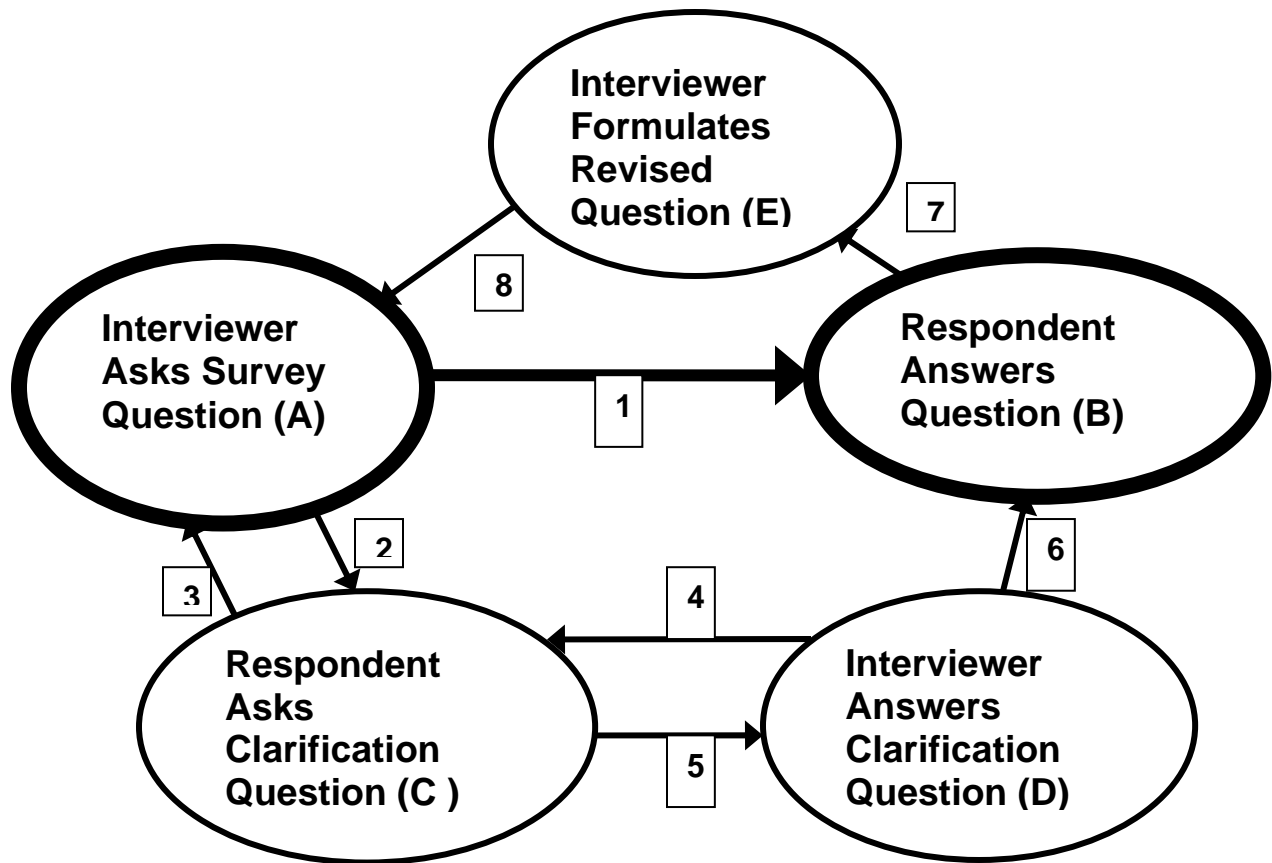 Interviewer
Formulates
Revised
Question (E)
7
8
Interviewer
Asks Survey
Question (A)
Respondent
Answers
Question (B)
1
2
3
4
5
6
Respondent
Asks
Clarification
Question (C )
Interviewer
Answers
Clarification
Question (D)